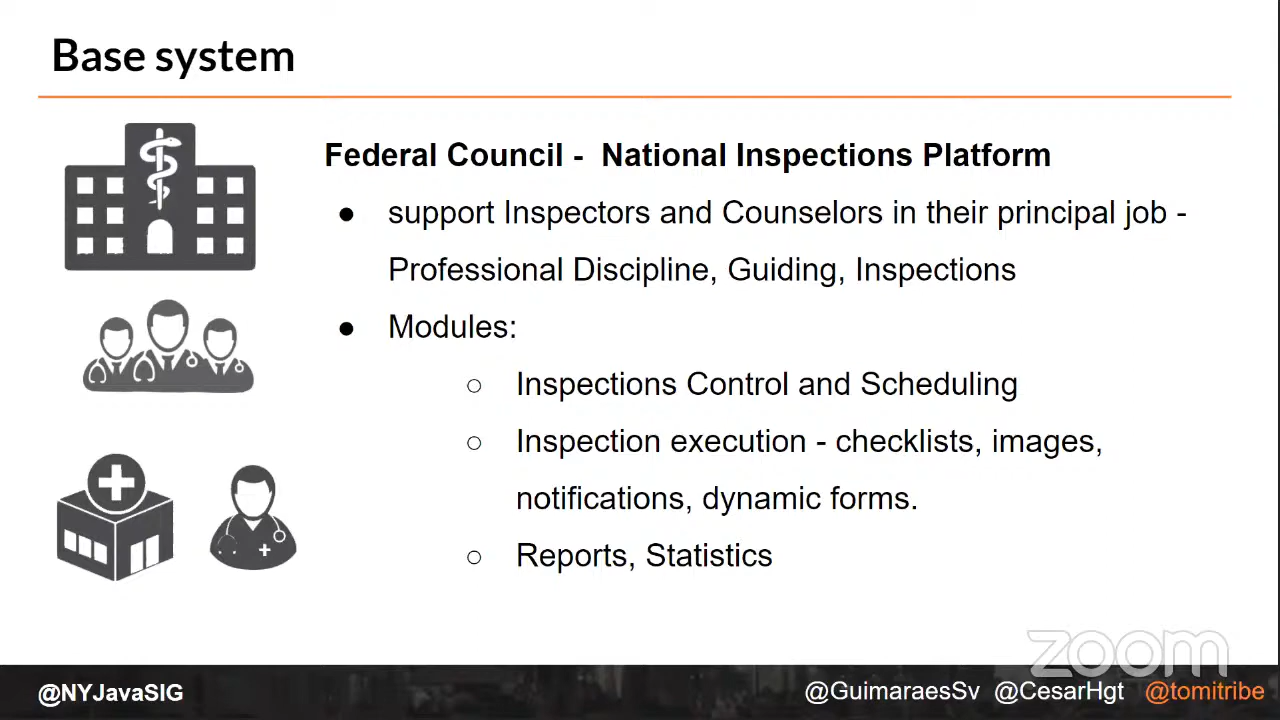 Base system
Federal Council -  National Inspections Platform
● support Inspectors and Counselors in their principal job -
Professional Discipline, Guiding, Inspections
● Modules:
○ Inspections Control and Scheduling
○ Inspection execution - checklists, images,
notifications, dynamic forms.
○ Reports, Statistics
zoom
@NYJavaSIG
@GuimaraesSv @CesarHgt @tomitribe